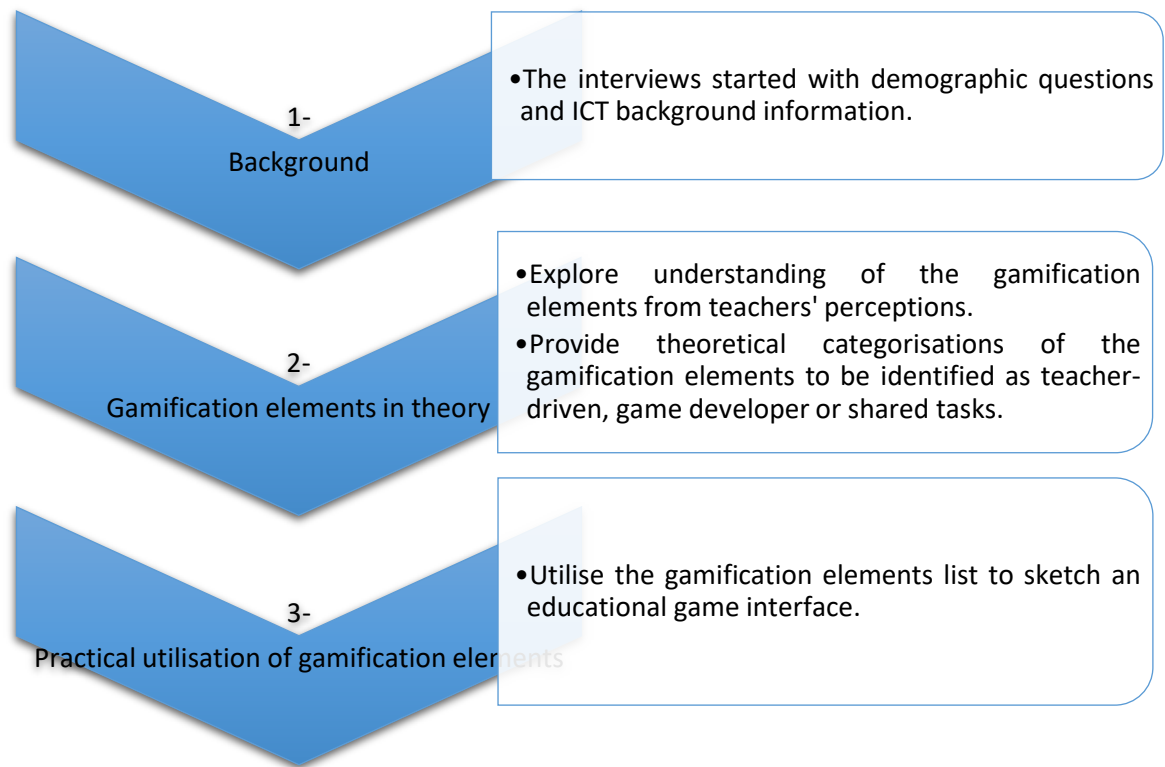 1-
Background
•The interviews started with demographic questions
and ICT background information.
2-
Gamification elements in theory
•Explore understanding of the gamification
elements from teachers' perceptions.
•Provide theoretical categorisations of the
gamification elements to be identified as teacher-
driven, game developer or shared tasks.
3-
Practical utilisation of gamification elements
•Utilise the gamification elements list to sketch an
educational game interface.